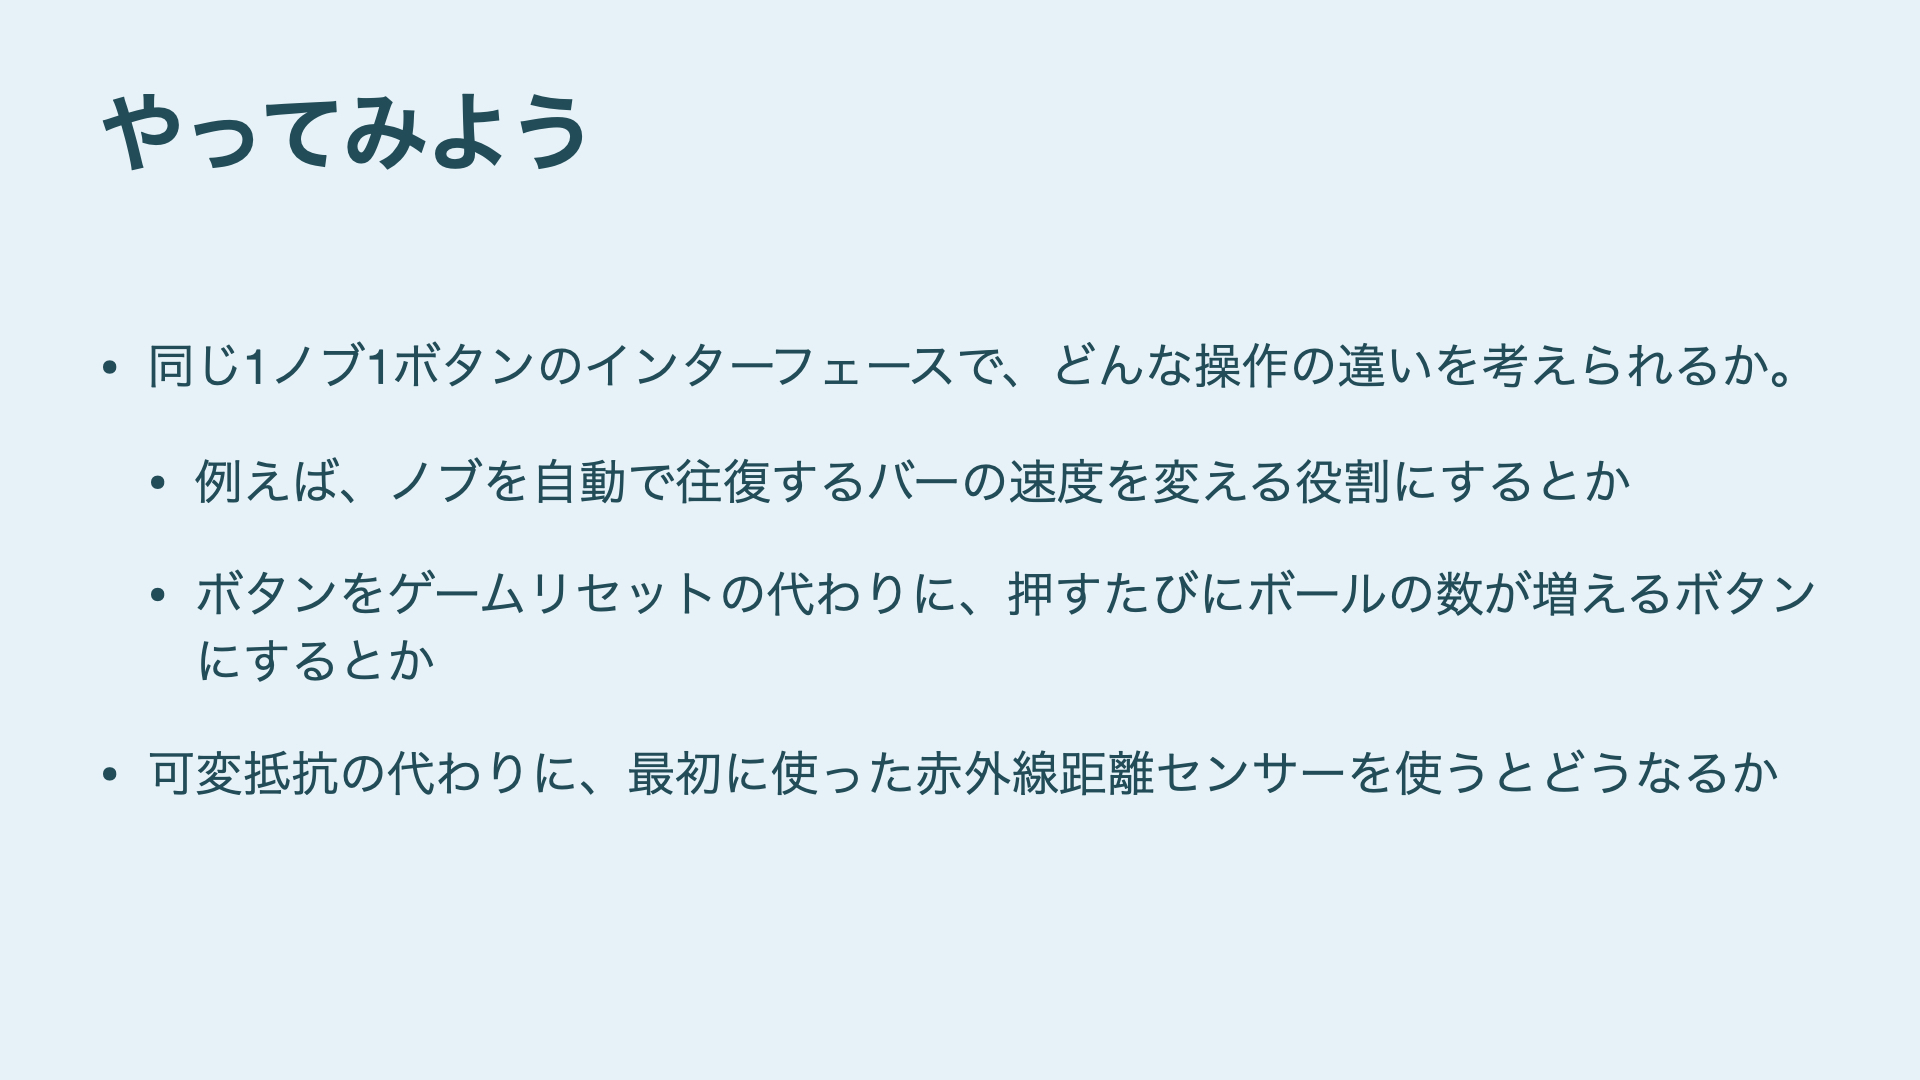 やってみよう
• 同じ1ノブ1ボタンのインターフェースで、どんな操作の違いを考えられるか。
• 例えば、ノブを自動で往復するバーの速度を変える役割にするとか
• ボタンをゲームリセットの代わりに、押すたびにボールの数が増えるボタン
にするとか
• 可変抵抗の代わりに、最初に使った赤外線距離センサーを使うとどうなるか